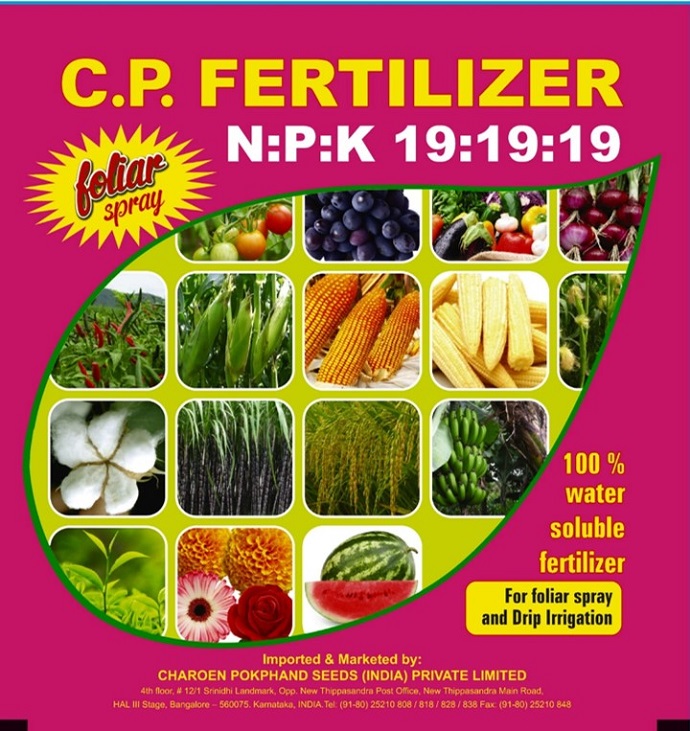 C.P. FERTILIZER
N:P:K 19:19:19
foliar
spray
100 %
water
soluble
fertilizer
For foliar spray
and Drip Irrigation
Imported & Marketed by:
CHAROEN POKPHAND SEEDS (INDIA) PRIVATE LIMITED
4th floor, # 12/1 Srinidhi Landmark, Opp. New Thippasandra Post Office, New Thippasandra Main Road,
HAL III Stage, Bangalore – 560075. Kamataka, INDIA.Tel: (91-80) 25210 808 / 818 / 828 / 838 Fax: (91-80) 25210 848